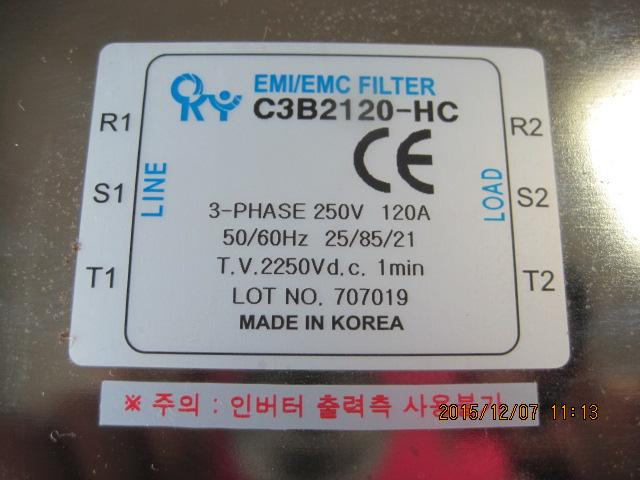 ORY EMI/EMC FILTER
C3B2120-HC
CE
R1
S1
T1
LINE
R2
S2
T2
LOAD
3-PHASE 250V 120A
50/60Hz 25/85/21
T.V.2250Vd.c. 1min
LOT NO. 707019
MADE IN KOREA
※ 주의 : 인버터 출력측 사용불가
2015/12/07 11:13